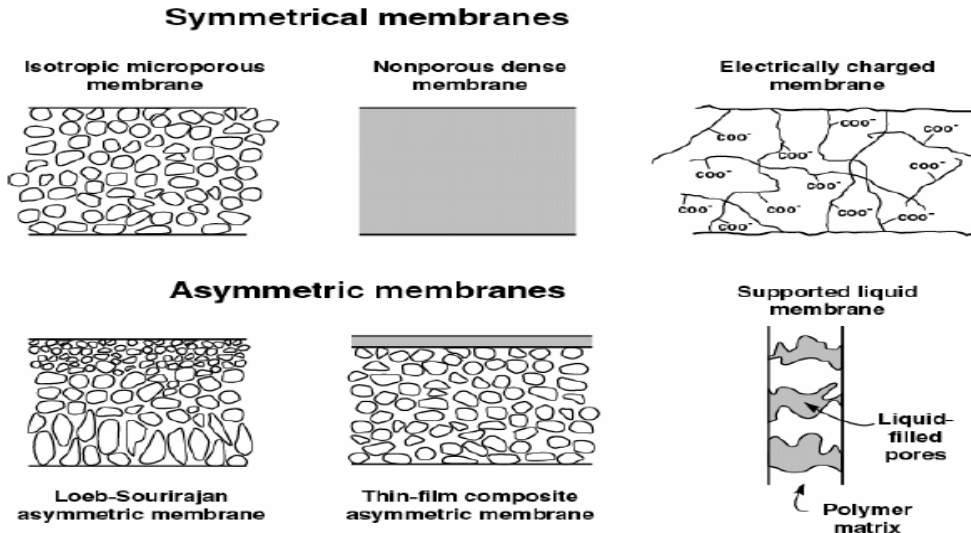 Symmetrical membranes
Isotropic microporous
membrane
Nonporous dense
membrane
Electrically charged
membrane
COO⁻
COO⁻
COO⁻
COO⁻
COO⁻
COO⁻
COO⁻
COO⁻
COO⁻
COO⁻
COO⁻
COO⁻
Asymmetric membranes
Supported liquid
membrane
Liquid-
filled
pores
Polymer
matrix
Loeb-Sourirajan
asymmetric membrane
Thin-film composite
asymmetric membrane